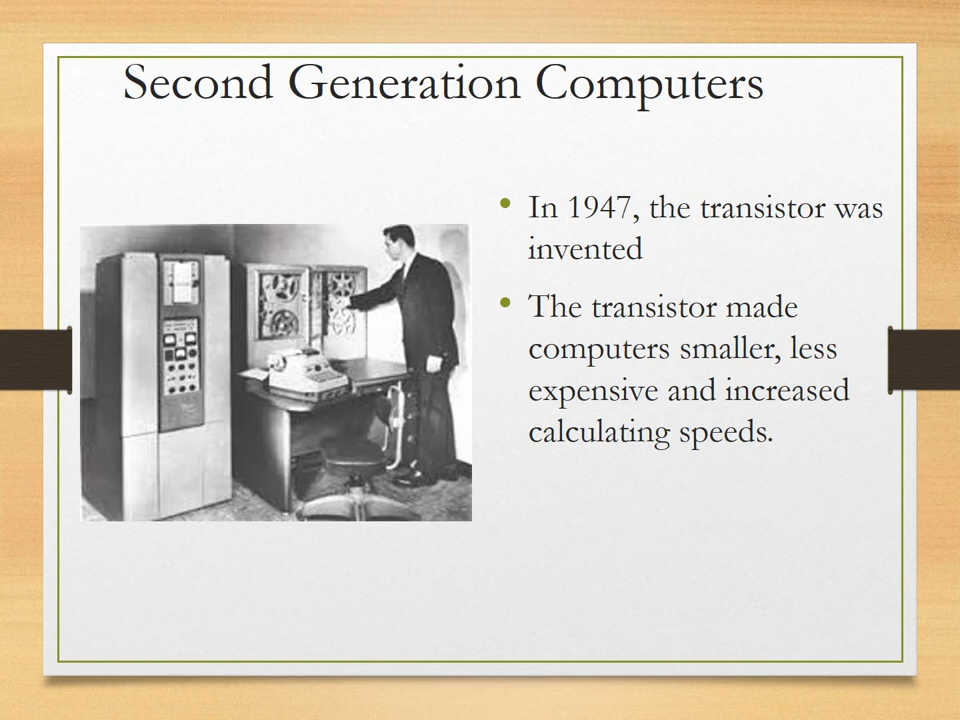 Second Generation Computers
• In 1947, the transistor was
invented
• The transistor made
computers smaller, less
expensive and increased
calculating speeds.